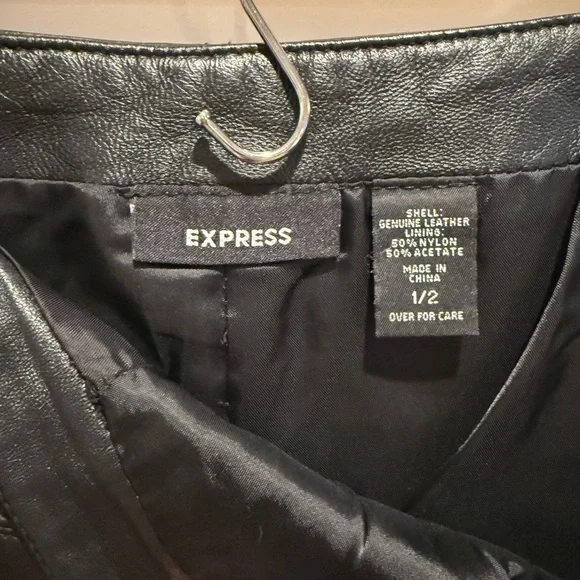 EXPRESS
SHELL:
GENUINE LEATHER
LINING:
50% NYLON
50% ACETATE
MADE IN
CHINA
1/2
OVER FOR CARE